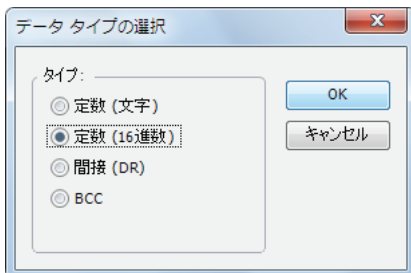 データ タイプの選択
タイプ:
定数 (文字)
定数 (16進数)
間接 (DR)
BCC
OK
キャンセル